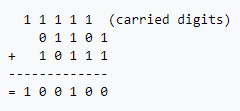 1 1 1 1 1 (carried digits)
0 1 1 0 1
+ 1 0 1 1 1
-------------
= 1 0 0 1 0 0